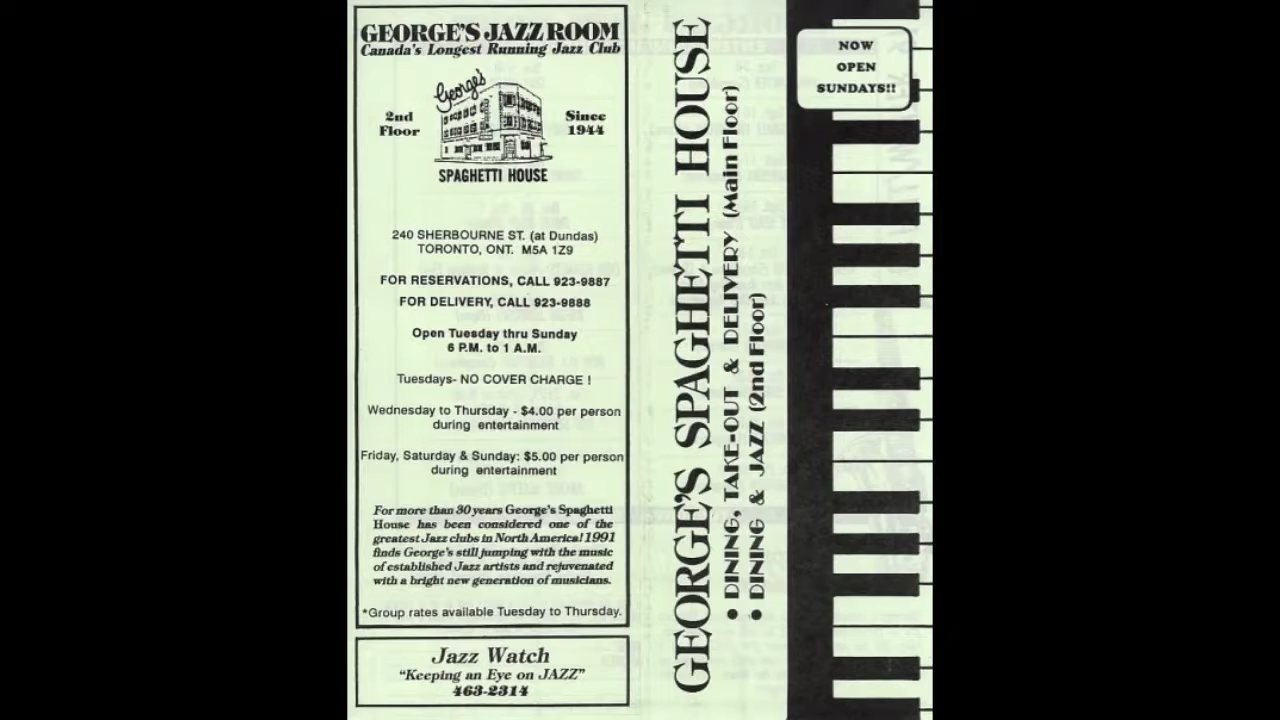 GEORGE'S JAZZ ROOM
Canada's Longest Running Jazz Club
George's
2nd
Floor
Since
1944
SPAGHETTI HOUSE
240 SHERBOURNE ST. (at Dundas)
TORONTO, ONT. M5A 1Z9
FOR RESERVATIONS, CALL 923-9887
FOR DELIVERY, CALL 923-9888
Open Tuesday thru Sunday
6 P.M. to 1 A.M.
Tuesdays- NO COVER CHARGE !
Wednesday to Thursday - $4.00 per person
during entertainment
Friday, Saturday & Sunday: $5.00 per person
during entertainment
For more than 30 years George's Spaghetti
House has been considered one of the
greatest Jazz clubs in North America! 1991
finds George's still jumping with the music
of established Jazz artists and rejuvenated
with a bright new generation of musicians.
*Group rates available Tuesday to Thursday.
Jazz Watch
"Keeping an Eye on JAZZ"
463-2314
GEORGE'S SPAGHETTI HOUSE
• DINING, TAKE-OUT & DELIVERY (Main Floor)
• DINING & JAZZ (2nd Floor)
NOW
OPEN
SUNDAYS!!